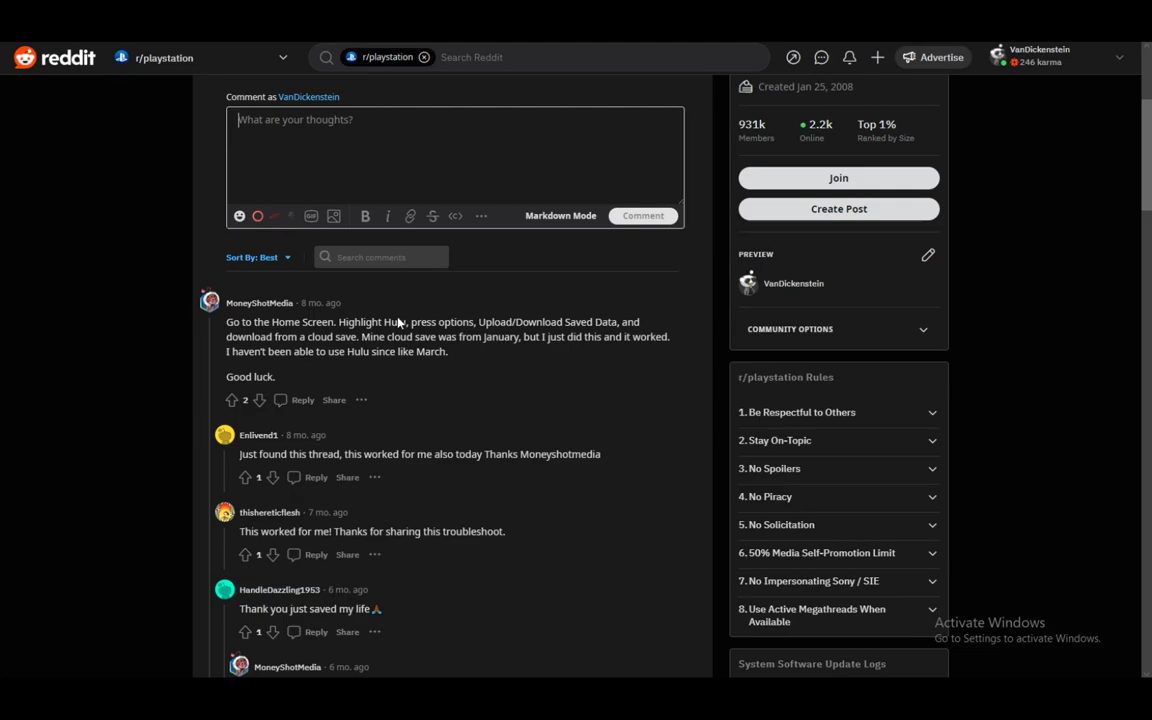 reddit
r/playstation
r/playstation
Search Reddit
Advertise
VanDickenstein
246 karma
Comment as VanDickenstein
What are your thoughts?
GIF
B
i
Markdown Mode
Comment
Sort By: Best
Search comments
MoneyShotMedia · 8 mo. ago
Go to the Home Screen. Highlight Hulu, press options, Upload/Download Saved Data, and
download from a cloud save. Mine cloud save was from January, but I just did this and it worked.
I haven't been able to use Hulu since like March.
Good luck.
2 Reply Share
Enlivend1 · 8 mo. ago
Just found this thread, this worked for me also today Thanks Moneyshotmedia
1 Reply Share
thishereticflesh · 7 mo. ago
This worked for me! Thanks for sharing this troubleshoot.
1 Reply Share
HandleDazzling1953 · 6 mo. ago
Thank you just saved my life🙏🏾
1 Reply Share
MoneyShotMedia · 6 mo. ago
Created Jan 25, 2008
931k 2.2k Top 1%
Members Online Ranked by Size
Join
Create Post
PREVIEW
VanDickenstein
COMMUNITY OPTIONS
r/playstation Rules
1. Be Respectful to Others
2. Stay On-Topic
3. No Spoilers
4. No Piracy
5. No Solicitation
6. 50% Media Self-Promotion Limit
7. No Impersonating Sony / SIE
8. Use Active Megathreads When
Available
System Software Update Logs
Activate Windows
Go to Settings to activate Windows.